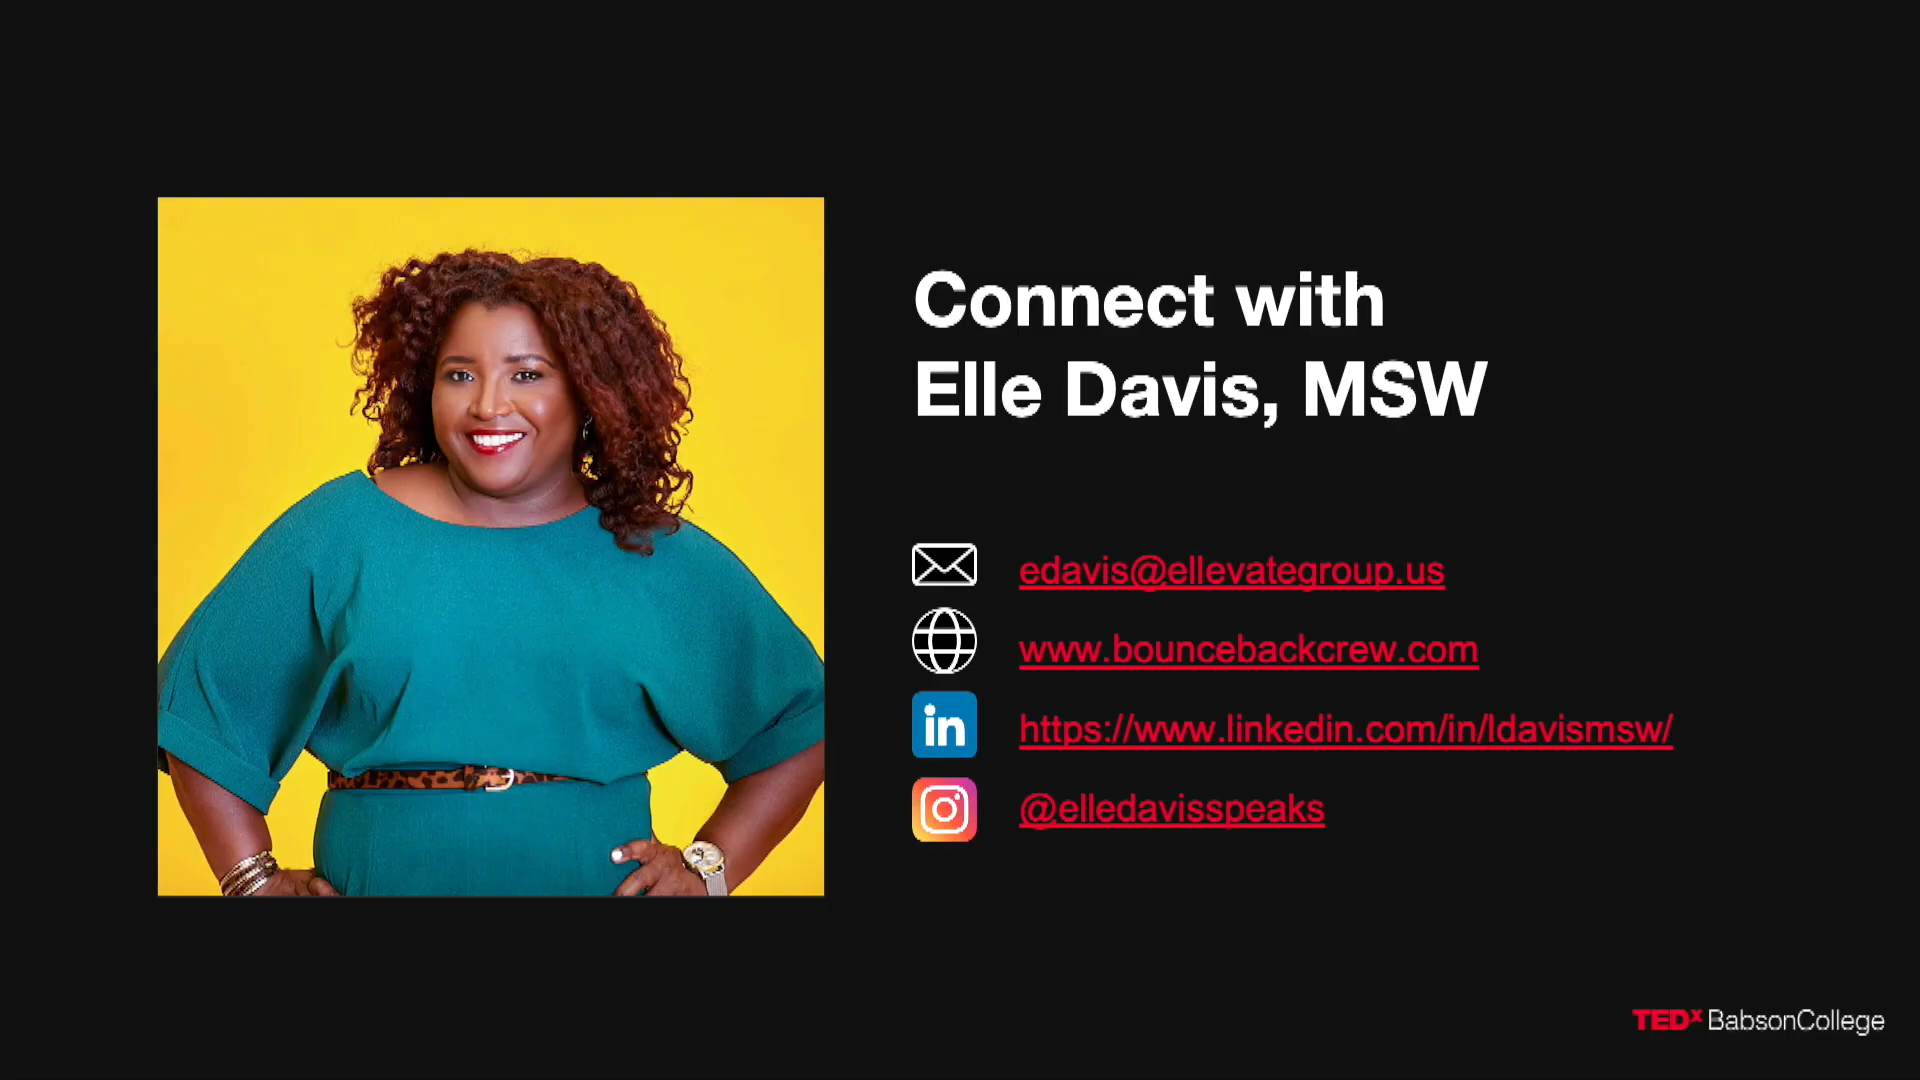 Connect with
Elle Davis, MSW
edavis@ellevategroup.us
www.bouncebackcrew.com
in
https://www.linkedin.com/in/ldavismsw/
@elledavisspeaks
TEDx BabsonCollege